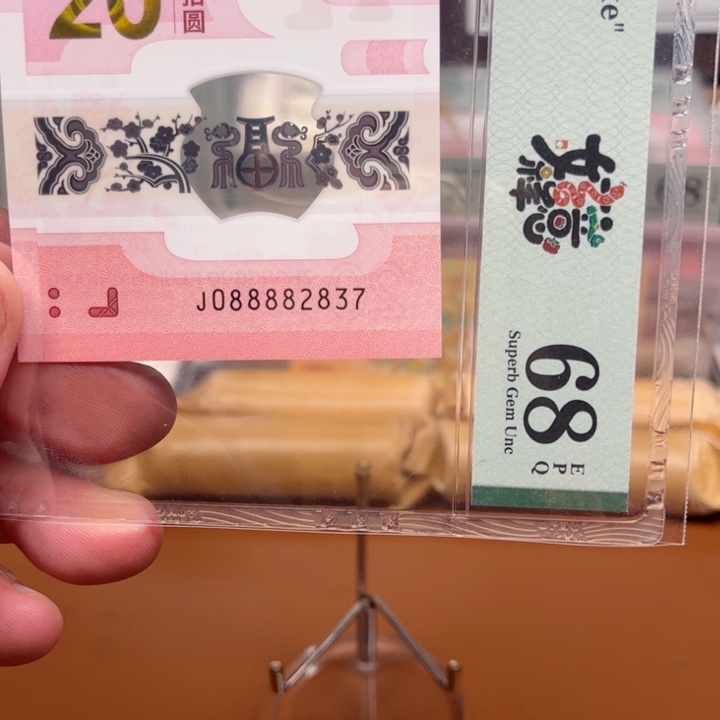 20
拾圆
J088882837
e"
68
EPQ
Superb Gem Unc